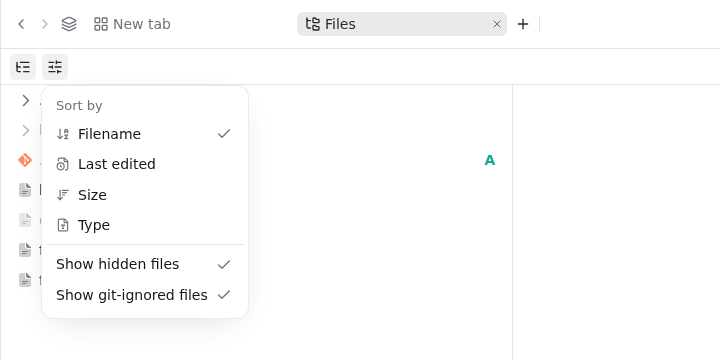 New tab
Files
Sort by
Filename
Last edited
Size
Type
Show hidden files
Show git-ignored files
A